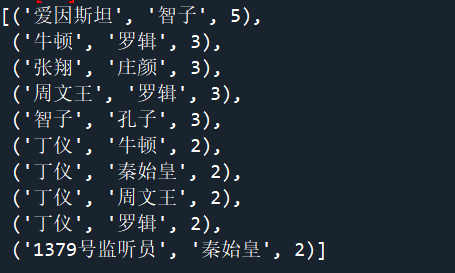 [('爱因斯坦', '智子', 5),
('牛顿', '罗辑', 3),
('张翔', '庄颜', 3),
('周文王', '罗辑', 3),
('智子', '孔子', 3),
('丁仪', '牛顿', 2),
('丁仪', '秦始皇', 2),
('丁仪', '周文王', 2),
('丁仪', '罗辑', 2),
('1379号监听员', '秦始皇', 2)]